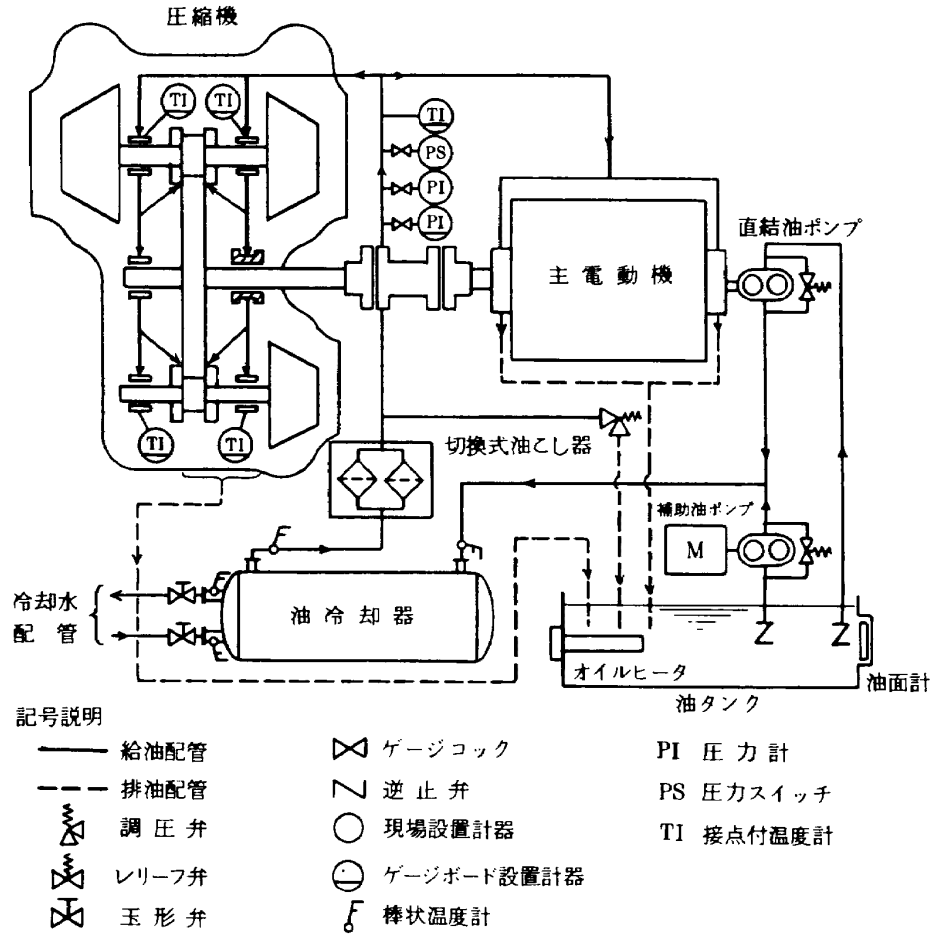 圧縮機
TI
TI
TI
PS
PI
PI
直結油ポンプ
主電動機
TI
TI
切換式油こし器
補助油ポンプ
M
冷却水
配管
油冷却器
オイルヒータ
油面計
油タンク
記号説明
給油配管
ゲージコック
PI 圧力計
排油配管
逆止弁
PS 圧力スイッチ
調圧弁
現場設置計器
TI 接点付温度計
レリーフ弁
ゲージボード設置計器
玉形弁
棒状温度計